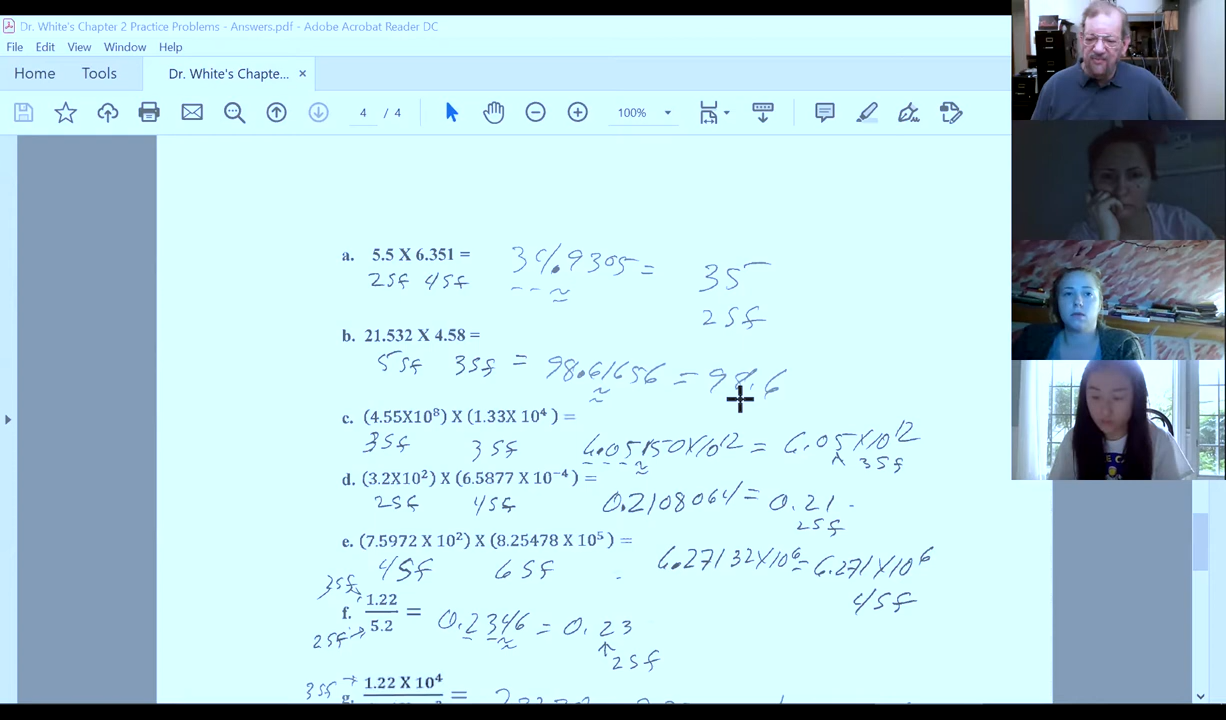 Dr. White's Chapter 2 Practice Problems - Answers.pdf - Adobe Acrobat Reader DC
File Edit View Window Help
Home Tools Dr. White's Chapte... ×
4 / 4 100%
a. 5.5 X 6.351 = 34.9305 = 35
2sf 4sf 2sf
b. 21.532 X 4.58 =
5sf 3sf = 98.61656 = 98.6
c. (4.55X10⁸) X (1.33X 10⁴ ) =
3sf 3sf 6.05150X10¹² = 6.05X10¹²
3sf
d. (3.2X10²) X (6.5877 X 10⁻⁴) =
2sf 4sf 0.2108064 = 0.21
2sf
e. (7.5972 X 10²) X (8.25478 X 10⁵) =
4sf 6sf 6.27132X10⁶ = 6.271X10⁶
4sf
3sf
f. 1.22
5.2 = 0.2346 = 0.23
2sf 2sf
3sf 1.22 X 10⁴
g. =